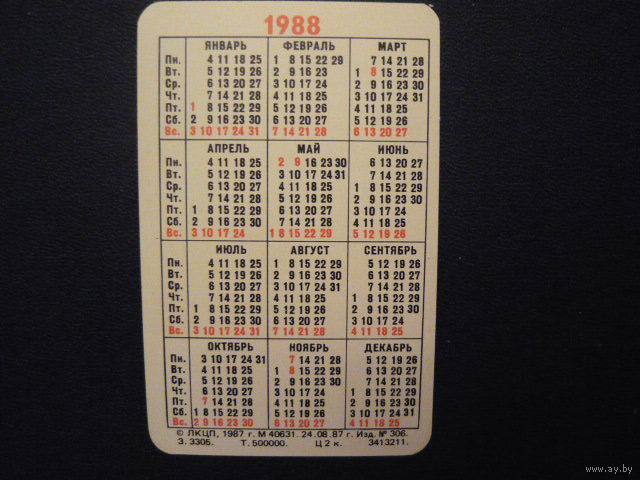 1988
ЯНВАРЬ ФЕВРАЛЬ МАРТ
Пн. 4 11 18 25 1 8 15 22 29 7 14 21 28
Вт. 5 12 19 26 2 9 16 23 1 8 15 22 29
Ср. 6 13 20 27 3 10 17 24 2 9 16 23 30
Чт. 7 14 21 28 4 11 18 25 3 10 17 24 31
Пт. 1 8 15 22 29 5 12 19 26 4 11 18 25
Сб. 2 9 16 23 30 6 13 20 27 5 12 19 26
Вс. 3 10 17 24 31 7 14 21 28 6 13 20 27
АПРЕЛЬ МАЙ ИЮНЬ
Пн. 4 11 18 25 2 9 16 23 30 6 13 20 27
Вт. 5 12 19 26 3 10 17 24 31 7 14 21 28
Ср. 6 13 20 27 4 11 18 25 1 8 15 22 29
Чт. 7 14 21 28 5 12 19 26 2 9 16 23 30
Пт. 1 8 15 22 29 6 13 20 27 3 10 17 24
Сб. 2 9 16 23 30 7 14 21 28 4 11 18 25
Вс. 3 10 17 24 1 8 15 22 29 5 12 19 26
ИЮЛЬ АВГУСТ СЕНТЯБРЬ
Пн. 4 11 18 25 1 8 15 22 29 5 12 19 26
Вт. 5 12 19 26 2 9 16 23 30 6 13 20 27
Ср. 6 13 20 27 3 10 17 24 31 7 14 21 28
Чт. 7 14 21 28 4 11 18 25 1 8 15 22 29
Пт. 1 8 15 22 29 5 12 19 26 2 9 16 23 30
Сб. 2 9 16 23 30 6 13 20 27 3 10 17 24
Вс. 3 10 17 24 31 7 14 21 28 4 11 18 25
ОКТЯБРЬ НОЯБРЬ ДЕКАБРЬ
Пн. 3 10 17 24 31 7 14 21 28 5 12 19 26
Вт. 4 11 18 25 1 8 15 22 29 6 13 20 27
Ср. 5 12 19 26 2 9 16 23 30 7 14 21 28
Чт. 6 13 20 27 3 10 17 24 1 8 15 22 29
Пт. 7 14 21 28 4 11 18 25 2 9 16 23 30
Сб. 1 8 15 22 29 5 12 19 26 3 10 17 24 31
Вс. 2 9 16 23 30 6 13 20 27 4 11 18 25
© ЛКЦП, 1987 г. М 40631. 24.08.87 г. Изд. № 306.
З. 3305. Т. 500000. Ц 2 к. 3413211.
www.ay.by